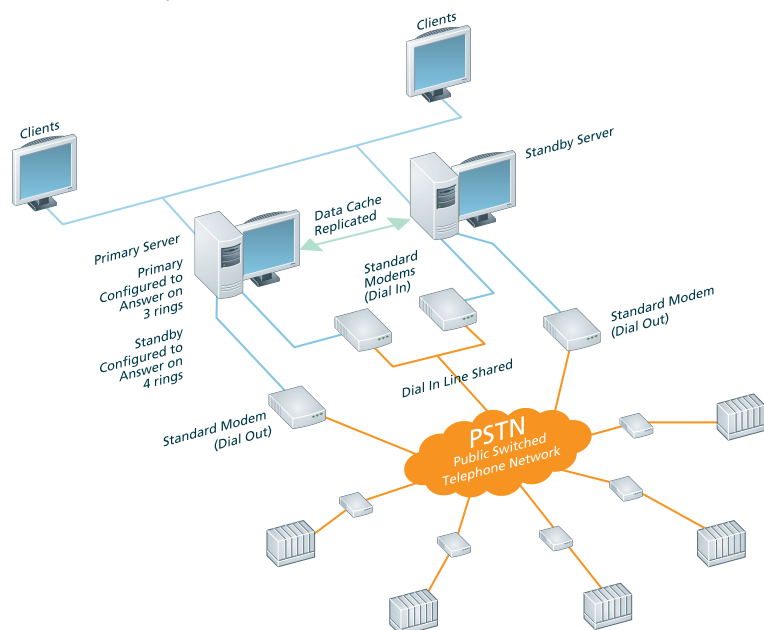 Clients
Clients
Standby Server
Data Cache
Replicated
Primary Server
Primary
Configured to
Answer on
3 rings
Standby
Configured to
Answer on
4 rings
Standard
Modems
(Dial In)
Standard Modem
(Dial Out)
Dial In Line Shared
Standard Modem
(Dial Out)
PSTN
Public Switched
Telephone Network